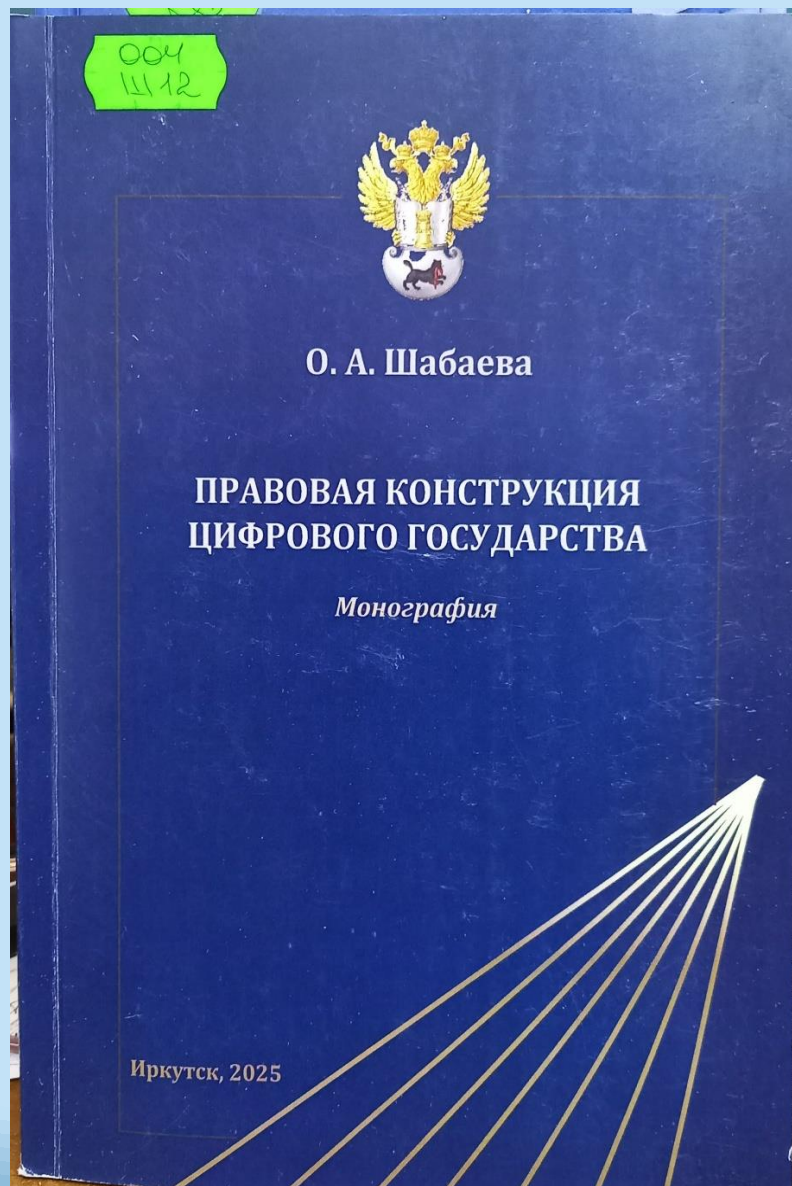 004
Ш12
О. А. Шабаева
ПРАВОВАЯ КОНСТРУКЦИЯ
ЦИФРОВОГО ГОСУДАРСТВА
Монография
Иркутск, 2025